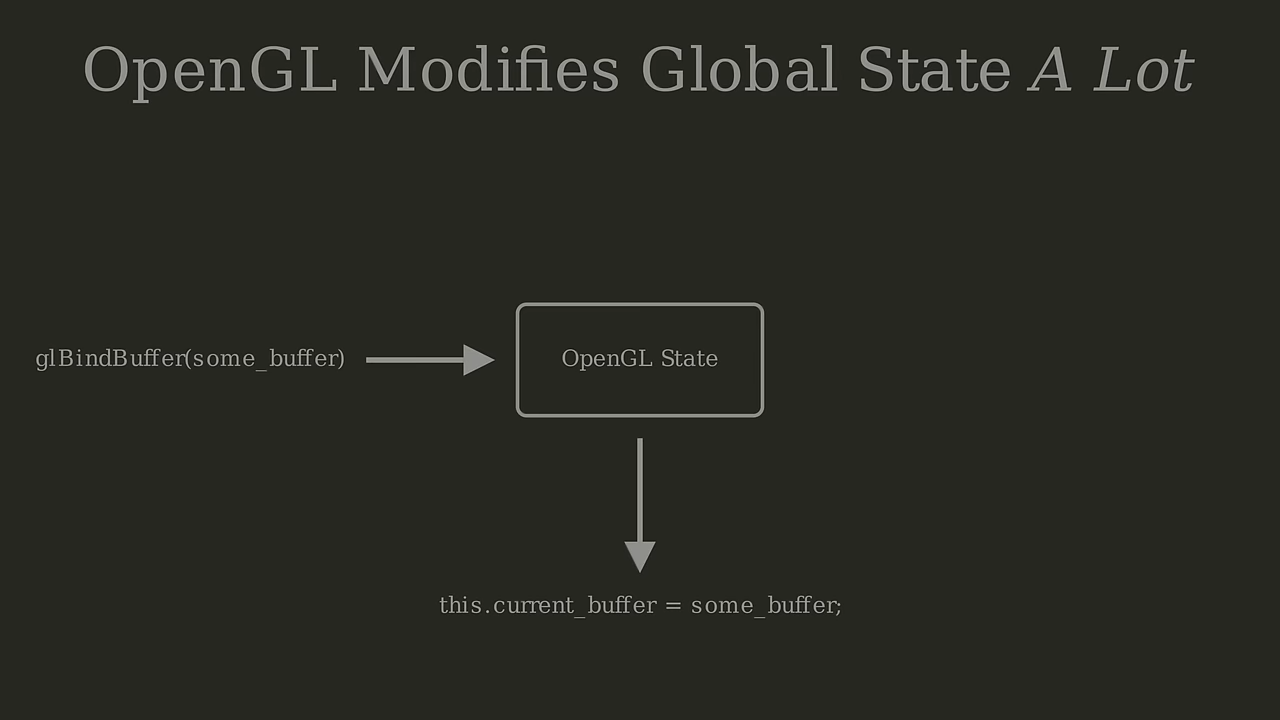 OpenGL Modifies Global State A Lot
glBindBuffer(some_buffer)
OpenGL State
this.current_buffer = some_buffer;